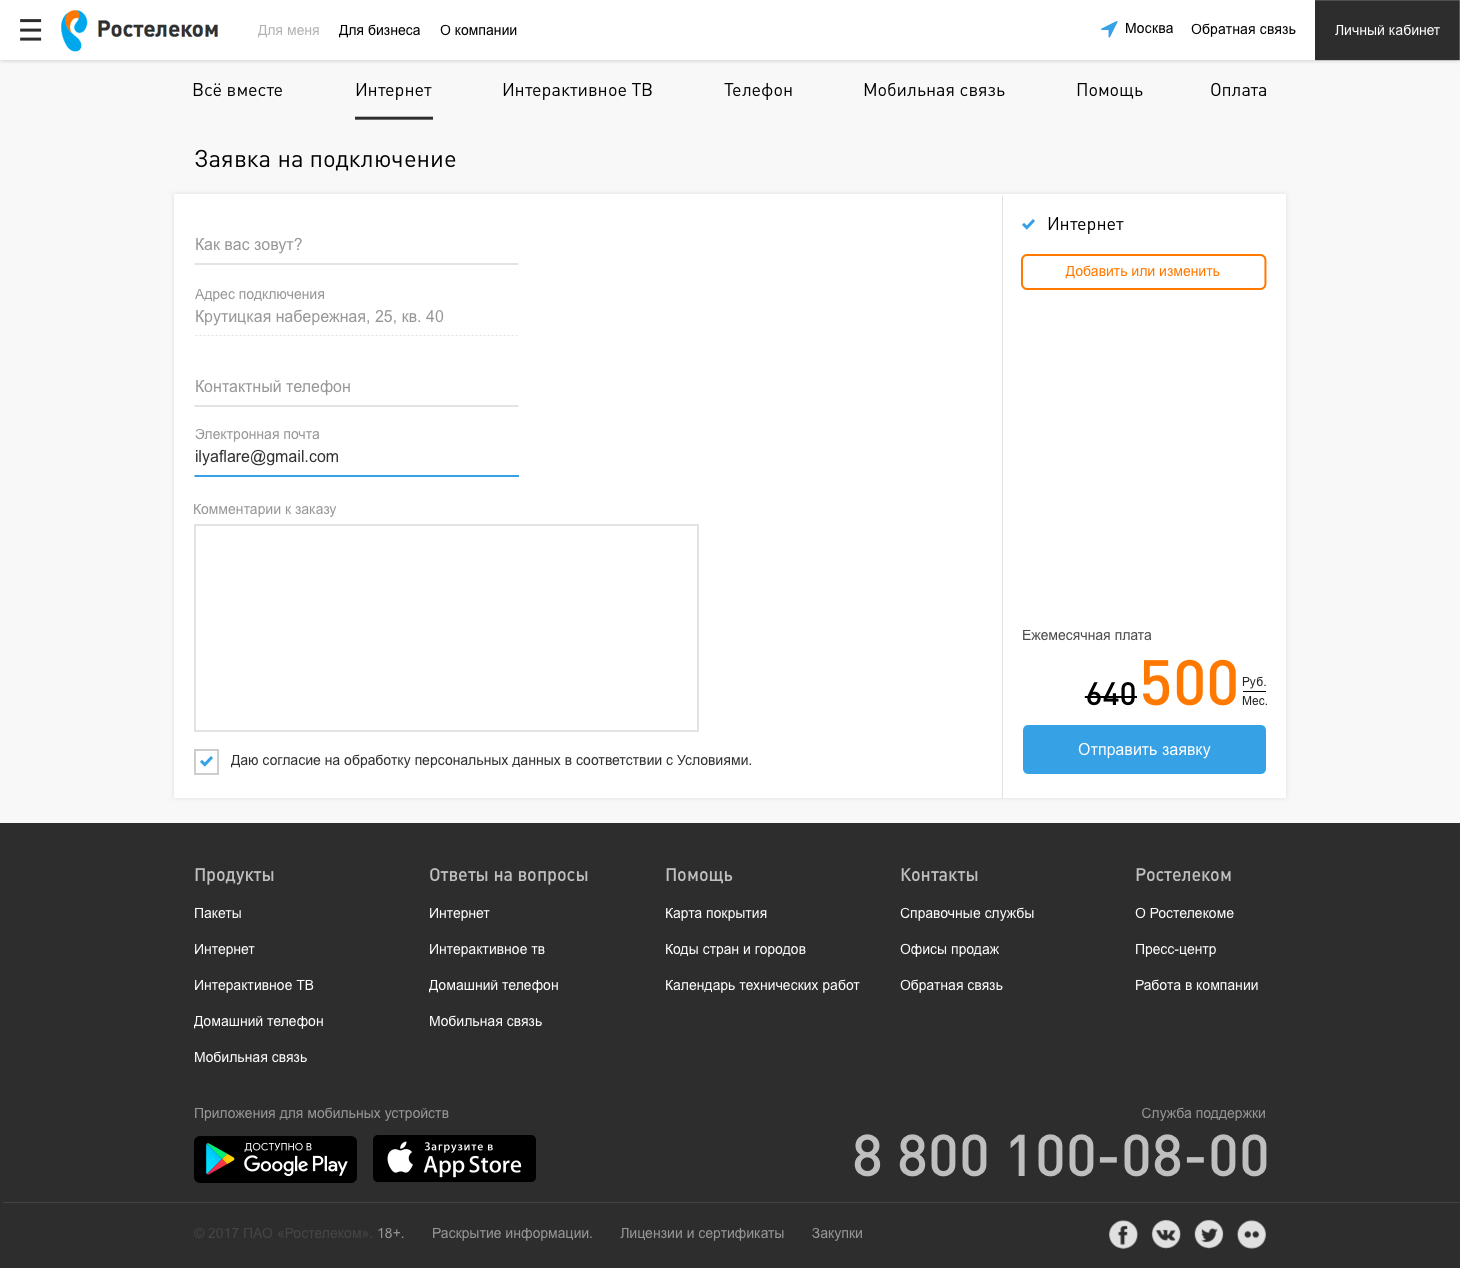 Ростелеком
Для меня
Для бизнеса
О компании
Москва
Обратная связь
Личный кабинет
Всё вместе
Интернет
Интерактивное ТВ
Телефон
Мобильная связь
Помощь
Оплата
Заявка на подключение
Как вас зовут?
Адрес подключения
Крутицкая набережная, 25, кв. 40
Контактный телефон
Электронная почта
ilyaflare@gmail.com
Комментарии к заказу
Даю согласие на обработку персональных данных в соответствии с Условиями.
Интернет
Добавить или изменить
Ежемесячная плата
640 500 Руб.
Мес.
Отправить заявку
Продукты
Пакеты
Интернет
Интерактивное ТВ
Домашний телефон
Мобильная связь
Ответы на вопросы
Интернет
Интерактивное тв
Домашний телефон
Мобильная связь
Помощь
Карта покрытия
Коды стран и городов
Календарь технических работ
Контакты
Справочные службы
Офисы продаж
Обратная связь
Ростелеком
О Ростелекоме
Пресс-центр
Работа в компании
Приложения для мобильных устройств
ДОСТУПНО В
Google Play
Загрузите в
App Store
Служба поддержки
8 800 100-08-00
© 2017 ПАО «Ростелеком». 18+.
Раскрытие информации.
Лицензии и сертификаты
Закупки